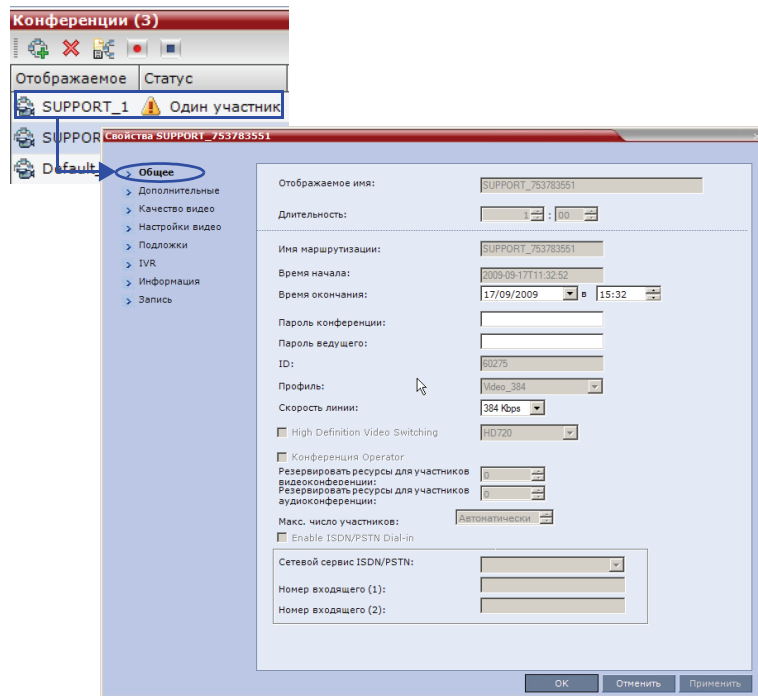 Конференции (3)
Отображаемое Статус
SUPPORT_1 Один участник
SUPPOR
Default_
Свойства SUPPORT_753783551
Общее
Дополнительные
Качество видео
Настройки видео
Подложки
IVR
Информация
Запись
Отображаемое имя: SUPPORT_753783551
Длительность: 1 : 00
Имя маршрутизации: SUPPORT_753783551
Время начала: 2009-09-17T11:32:52
Время окончания: 17/09/2009 в 15:32
Пароль конференции:
Пароль ведущего:
ID: 60275
Профиль: Video_384
Скорость линии: 384 Kbps
High Definition Video Switching HD720
Конференция Operator
Резервировать ресурсы для участников
видеоконференции: 0
Резервировать ресурсы для участников
аудиоконференции: 0
Макс. число участников: Автоматически
Enable ISDN/PSTN Dial-in
Сетевой сервис ISDN/PSTN:
Номер входящего (1):
Номер входящего (2):
OK Отменить Применить